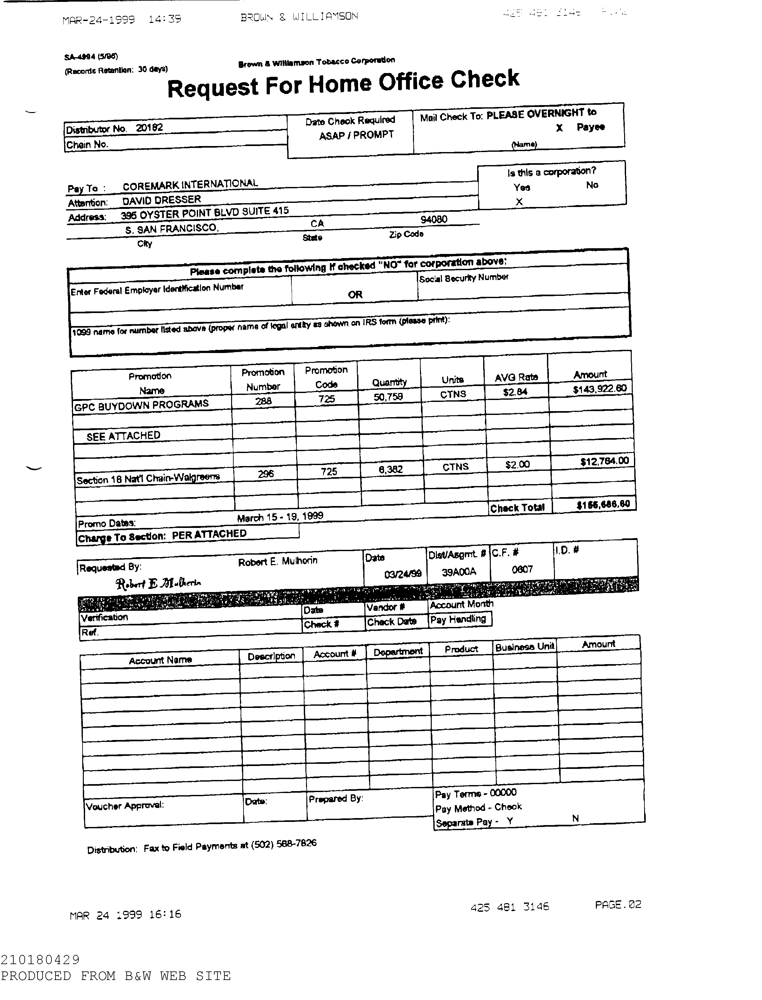 MAR-24-1999 14:39 BROWN & WILLIAMSON 425 481 3146
SA-4994 (5/96)
(Records Retention: 30 days) Brown & Williamson Tobacco Corporation
Request For Home Office Check
Distributor No. 20182 Date Check Required Mail Check To: PLEASE OVERNIGHT to
Chain No. ASAP / PROMPT X Payee
(Name)
Is this a corporation?
Pay To : COREMARK INTERNATIONAL Yes No
Attention: DAVID DRESSER X
Address: 395 OYSTER POINT BLVD SUITE 415
S. SAN FRANCISCO, CA 94080
City State Zip Code
Please complete the following if checked "NO" for corporation above:
Enter Federal Employer Identification Number OR Social Security Number
1099 name for number listed above (proper name of legal entity as shown on IRS form (please print):
Promotion Name Promotion Number Promotion Code Quantity Units AVG Rate Amount
GPC BUYDOWN PROGRAMS 288 725 50,759 CTNS $2.84 $143,922.60
SEE ATTACHED
Section 18 Nat'l Chain-Walgreens 296 725 6,382 CTNS $2.00 $12,764.00
Check Total $156,686.60
Promo Dates: March 15 - 19, 1999
Charge To Section: PER ATTACHED
Requested By: Robert E. Mulhorin Date Dist/Asgmt. # C.F. # I.D. #
Robert E Mulhorin 03/24/99 39A00A 0607
Verification Date Vendor # Account Month
Ref. Check # Check Date Pay Handling
Account Name Description Account # Department Product Business Unit Amount
Voucher Approval: Date: Prepared By: Pay Terms - 00000
Pay Method - Check
Separate Pay - Y N
Distribution: Fax to Field Payments at (502) 568-7826
MAR 24 1999 16:16 425 481 3146 PAGE.02
210180429
PRODUCED FROM B&W WEB SITE